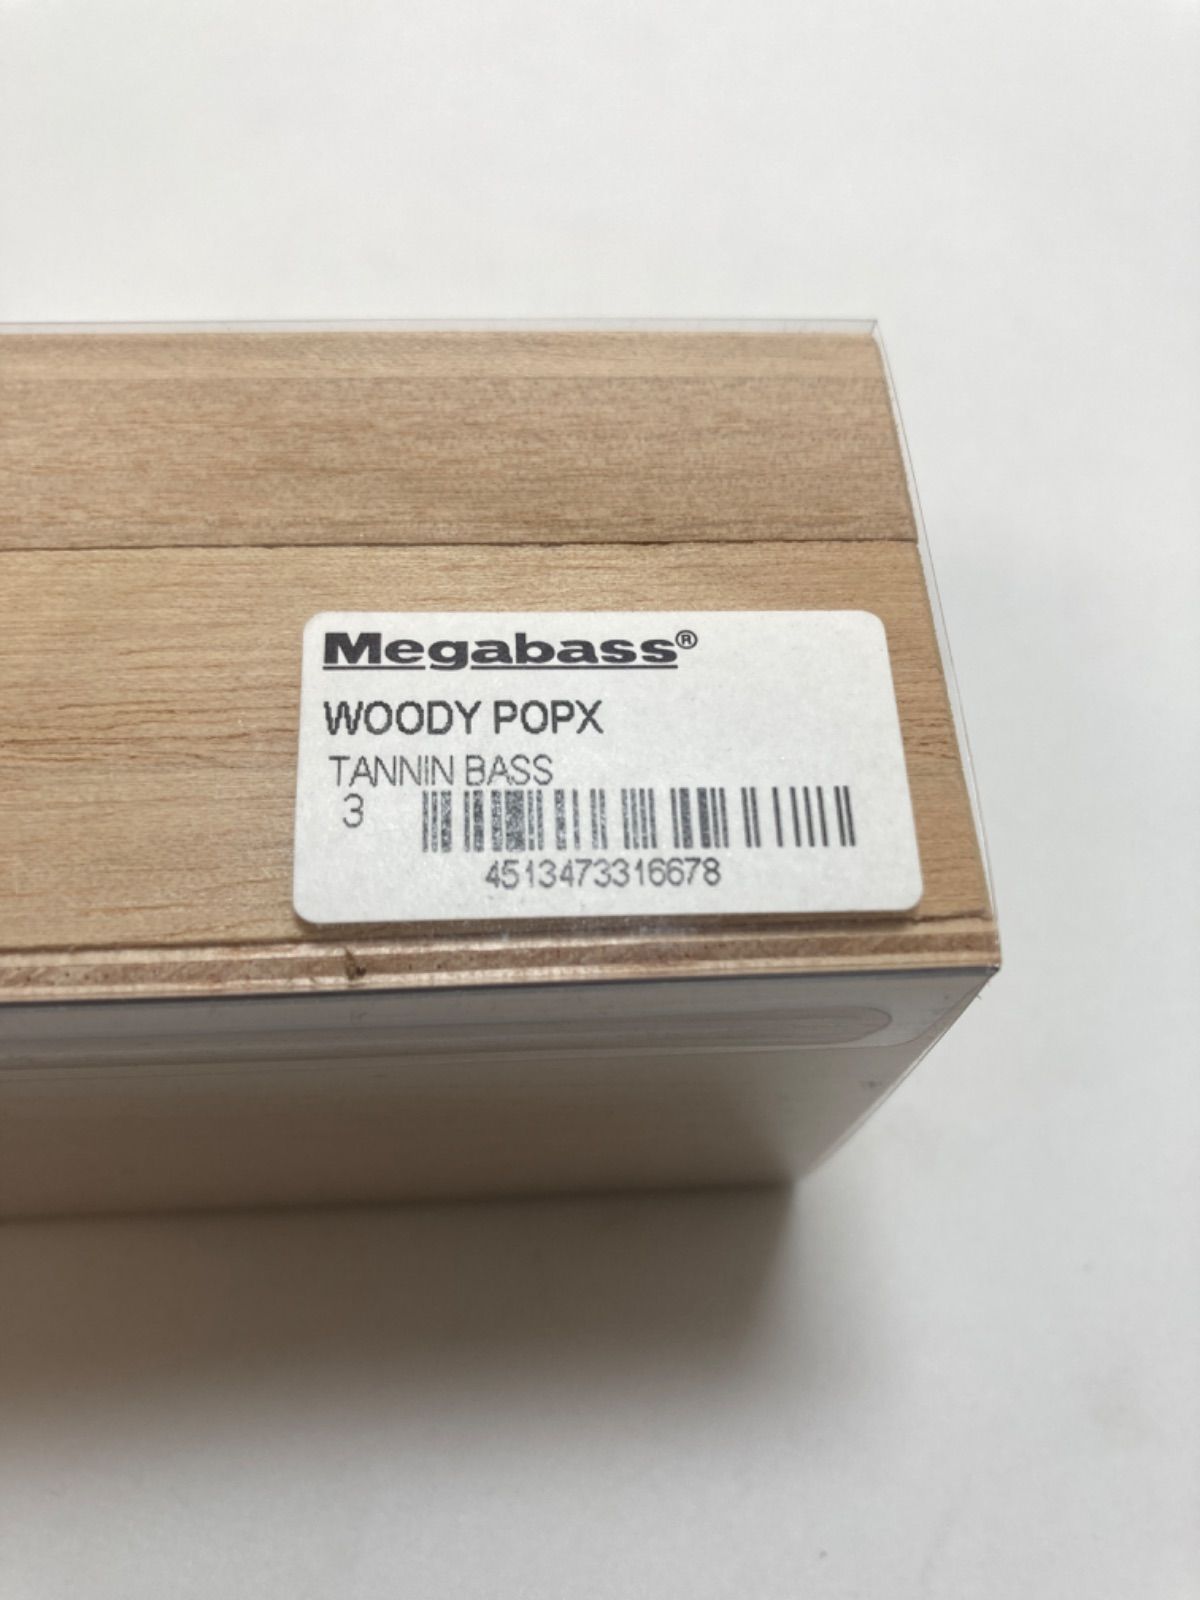 Megabass®
WOODY POPX
TANNIN BASS
3
4513473316678